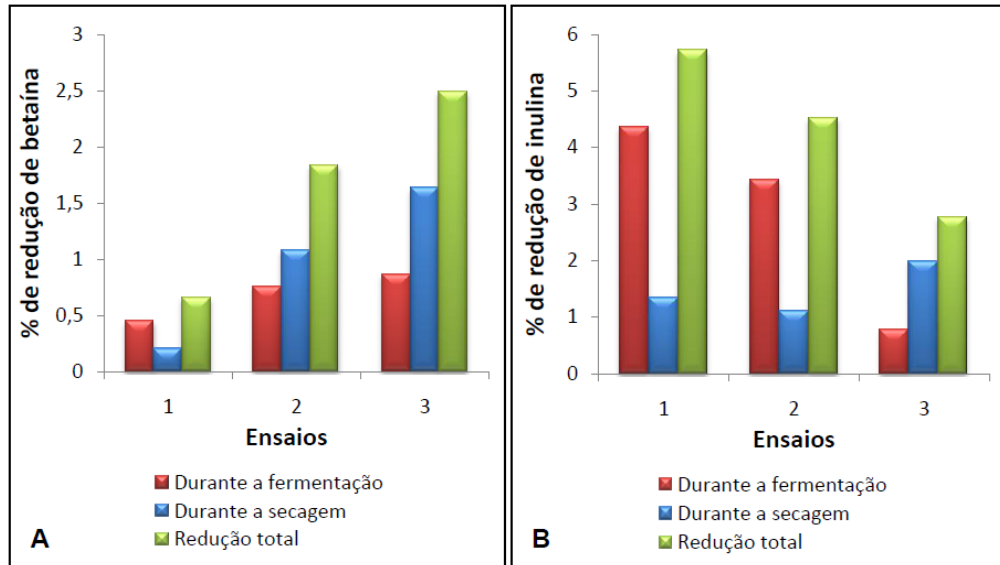 % de redução de betaína
3
2,5
2
1,5
1
0,5
0
1
2
3
Ensaios
Durante a fermentação
Durante a secagem
Redução total
A
% de redução de inulina
6
5
4
3
2
1
0
1
2
3
Ensaios
Durante a fermentação
Durante a secagem
Redução total
B